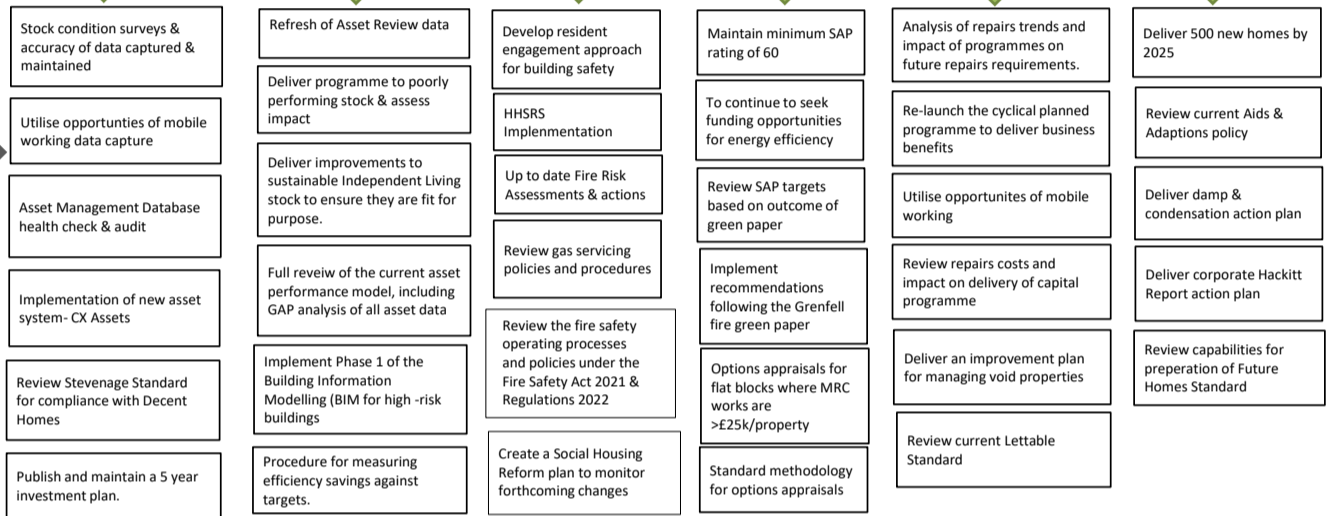 Stock condition surveys &
accuracy of data captured &
maintained
Utilise opportunties of mobile
working data capture
Asset Management Database
health check & audit
Implementation of new asset
system- CX Assets
Review Stevenage Standard
for compliance with Decent
Homes
Publish and maintain a 5 year
investment plan.
Refresh of Asset Review data
Deliver programme to poorly
performing stock & assess
impact
Deliver improvements to
sustainable Independent Living
stock to ensure they are fit for
purpose.
Full reveiw of the current asset
performance model, including
GAP analysis of all asset data
Implement Phase 1 of the
Building Information
Modelling (BIM for high -risk
buildings
Procedure for measuring
efficiency savings against
targets.
Develop resident
engagement approach
for building safety
HHSRS
Implenmentation
Up to date Fire Risk
Assessments & actions
Review gas servicing
policies and procedures
Review the fire safety
operating processes
and policies under the
Fire Safety Act 2021 &
Regulations 2022
Create a Social Housing
Reform plan to monitor
forthcoming changes
Maintain minimum SAP
rating of 60
To continue to seek
funding opportunities
for energy efficiency
Review SAP targets
based on outcome of
green paper
Implement
recommendations
following the Grenfell
fire green paper
Options appraisals for
flat blocks where MRC
works are
>£25k/property
Standard methodology
for options appraisals
Analysis of repairs trends and
impact of programmes on
future repairs requirements.
Re-launch the cyclical planned
programme to deliver business
benefits
Utilise opportunites of mobile
working
Review repairs costs and
impact on delivery of capital
programme
Deliver an improvement plan
for managing void properties
Review current Lettable
Standard
Deliver 500 new homes by
2025
Review current Aids &
Adaptions policy
Deliver damp &
condensation action plan
Deliver corporate Hackitt
Report action plan
Review capabilities for
preperation of Future
Homes Standard